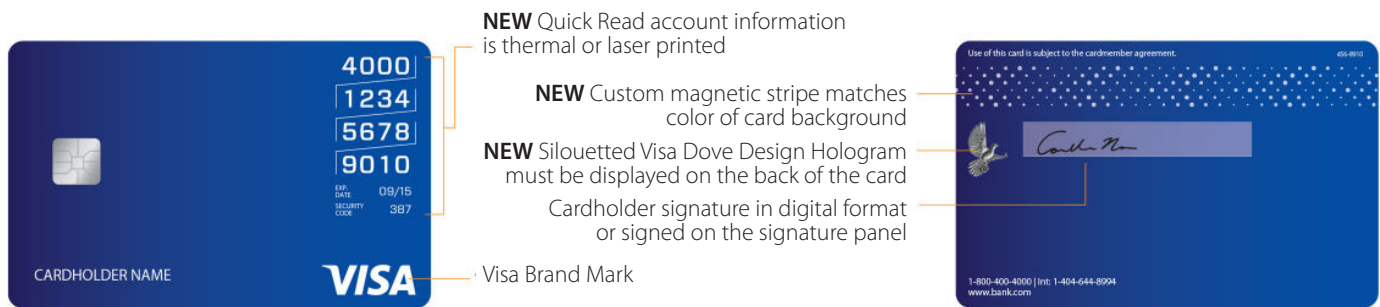 4000
1234
5678
9010
EXP.
DATE 09/15
SECURITY
CODE 387
CARDHOLDER NAME
VISA
NEW Quick Read account information
is thermal or laser printed
NEW Custom magnetic stripe matches
color of card background
NEW Silouetted Visa Dove Design Hologram
must be displayed on the back of the card
Cardholder signature in digital format
or signed on the signature panel
Visa Brand Mark
Use of this card is subject to the cardmember agreement. 456-8910
1-800-400-4000 | Int: 1-404-644-8994
www.bank.com